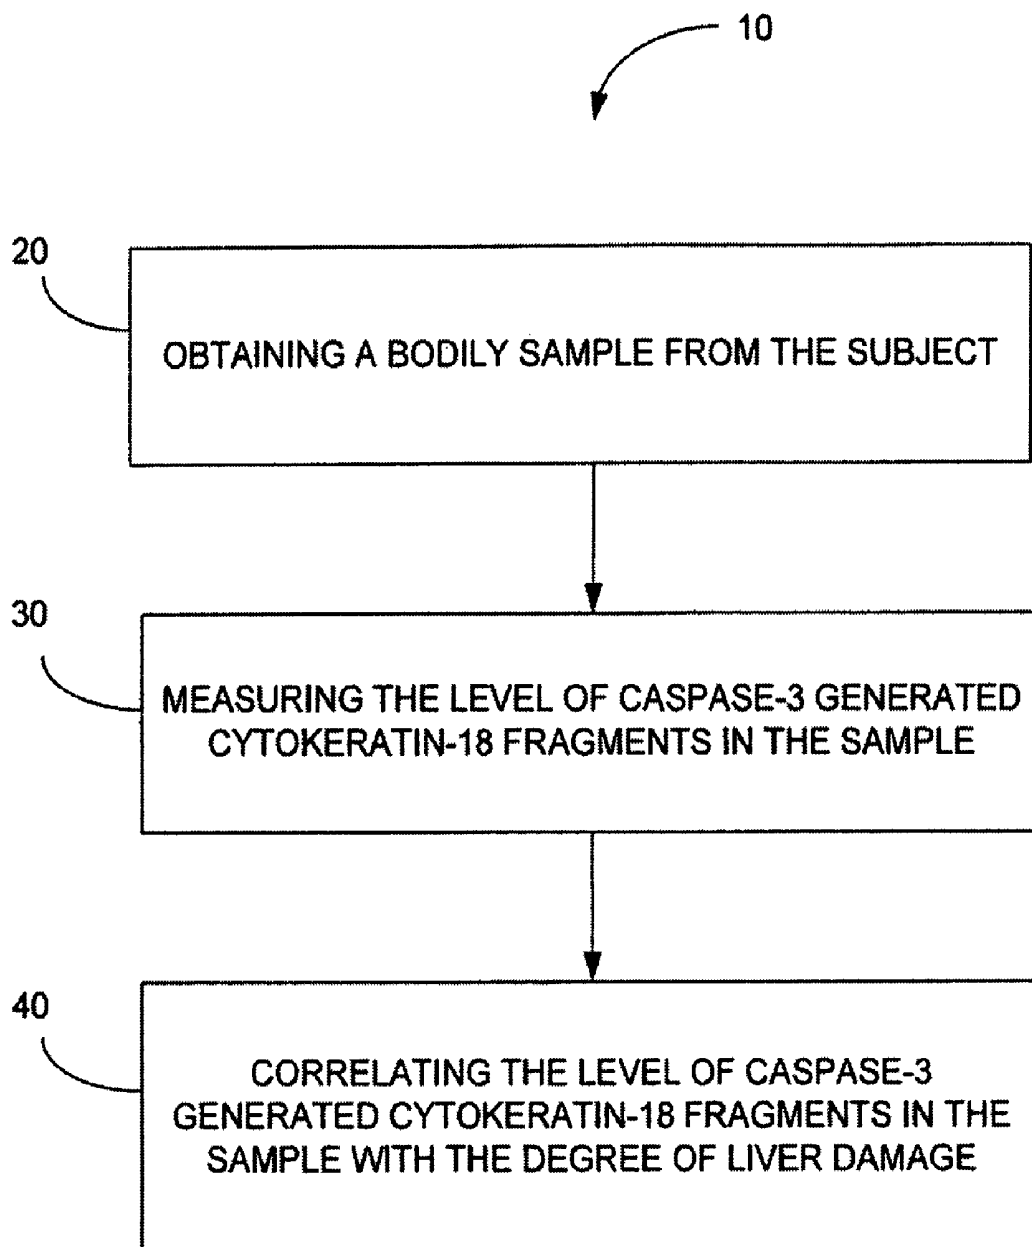 10
20
OBTAINING A BODILY SAMPLE FROM THE SUBJECT
30
MEASURING THE LEVEL OF CASPASE-3 GENERATED
CYTOKERATIN-18 FRAGMENTS IN THE SAMPLE
40
CORRELATING THE LEVEL OF CASPASE-3
GENERATED CYTOKERATIN-18 FRAGMENTS IN THE
SAMPLE WITH THE DEGREE OF LIVER DAMAGE